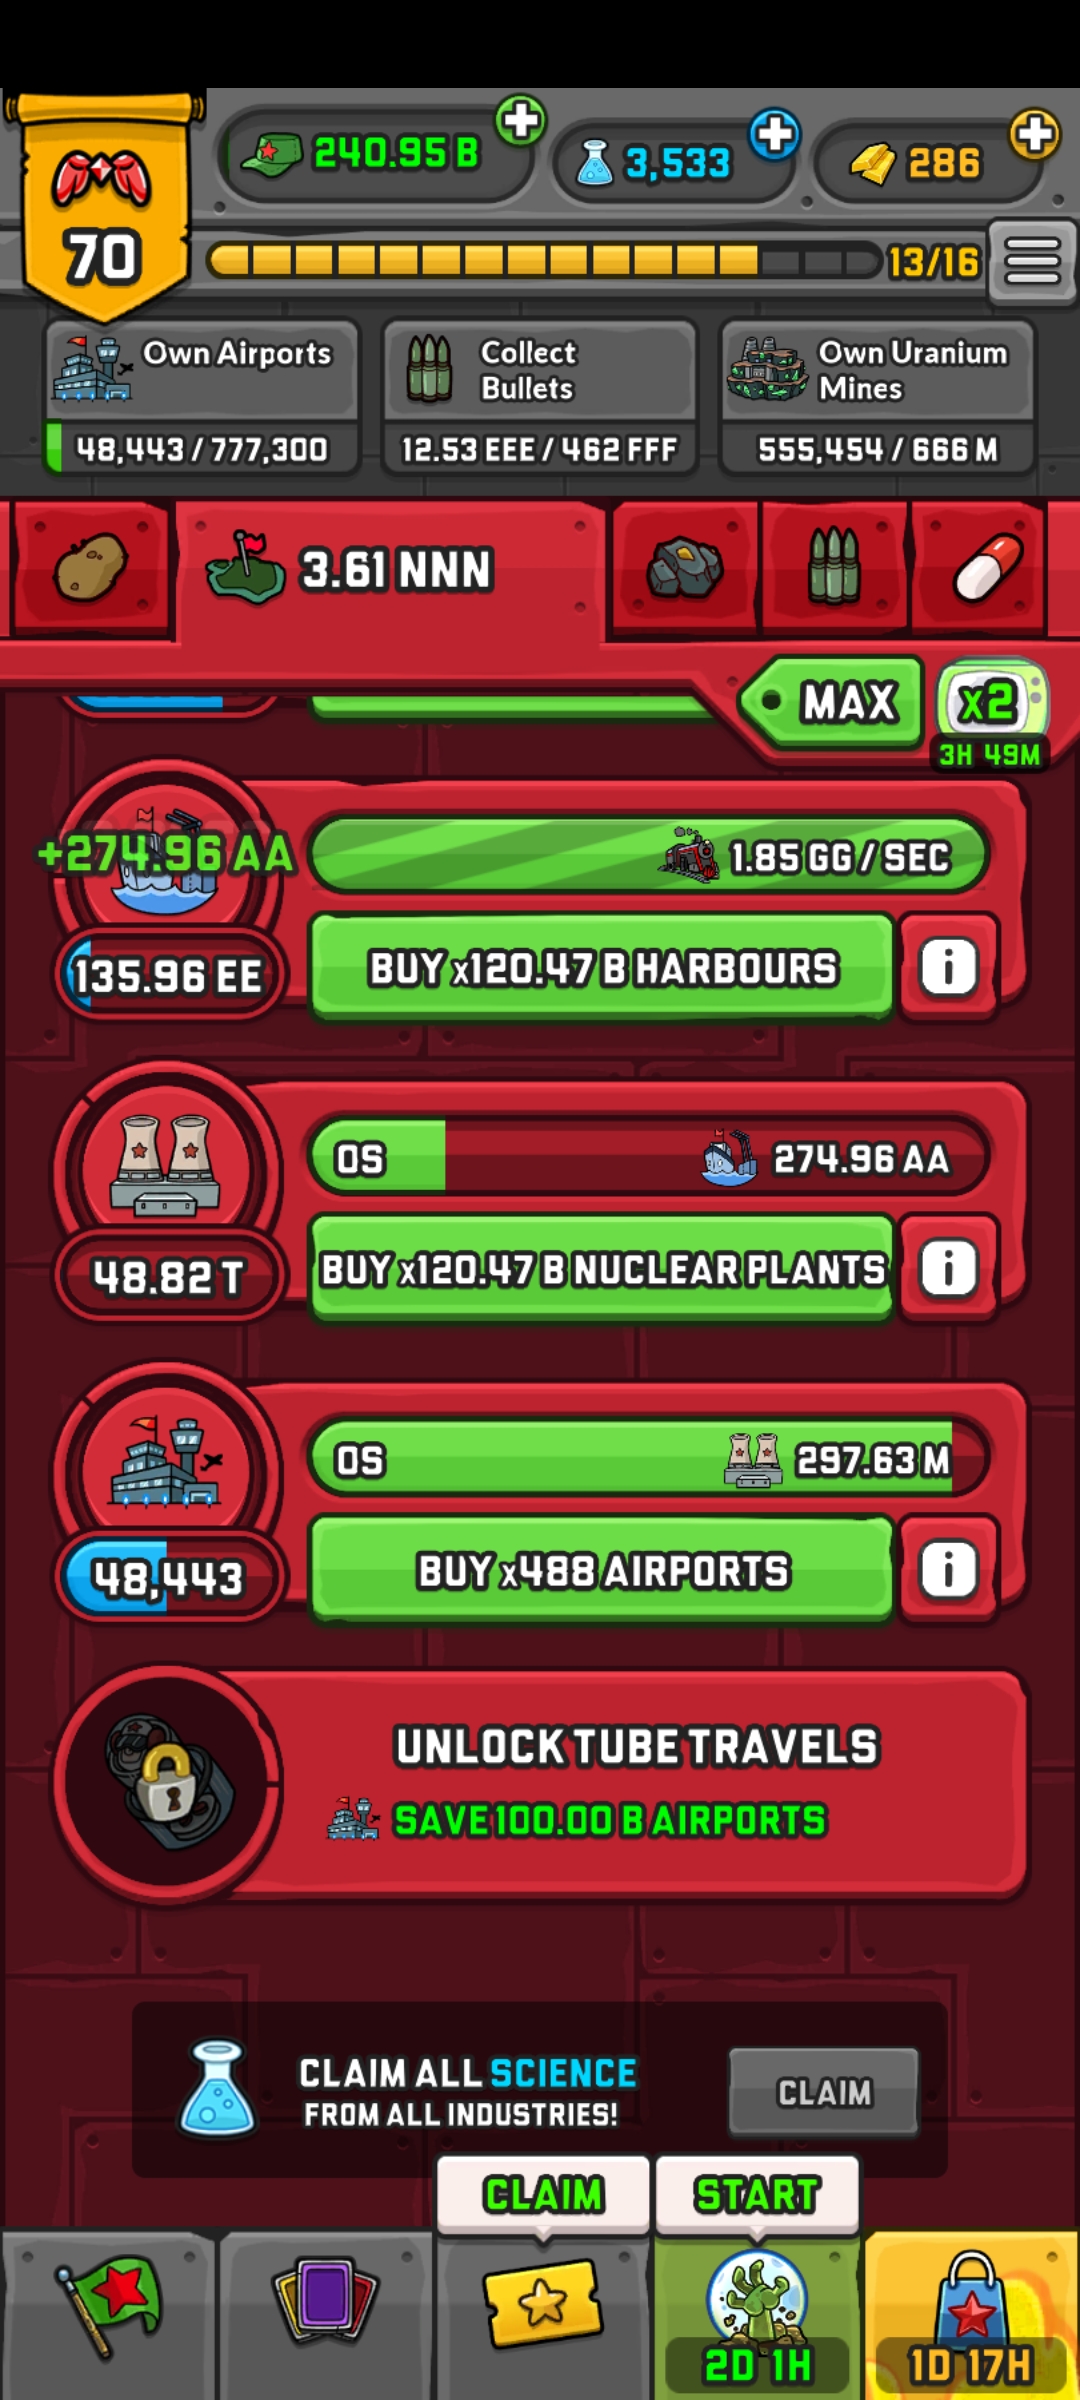 240.95 B
3,533
286
70
13/16
Own Airports
48,443 / 777,300
Collect
Bullets
12.53 EEE / 462 FFF
Own Uranium
Mines
555,454 / 666 M
3.61 NNN
MAX
x2
3H 49M
+274.96 AA
1.85 GG / SEC
135.96 EE
BUY x120.47 B HARBOURS
i
0S
274.96 AA
48.82 T
BUY x120.47 B NUCLEAR PLANTS
i
0S
297.63 M
48,443
BUY x488 AIRPORTS
i
UNLOCK TUBE TRAVELS
SAVE 100.00 B AIRPORTS
CLAIM ALL SCIENCE
FROM ALL INDUSTRIES!
CLAIM
CLAIM
START
2D 1H
1D 17H